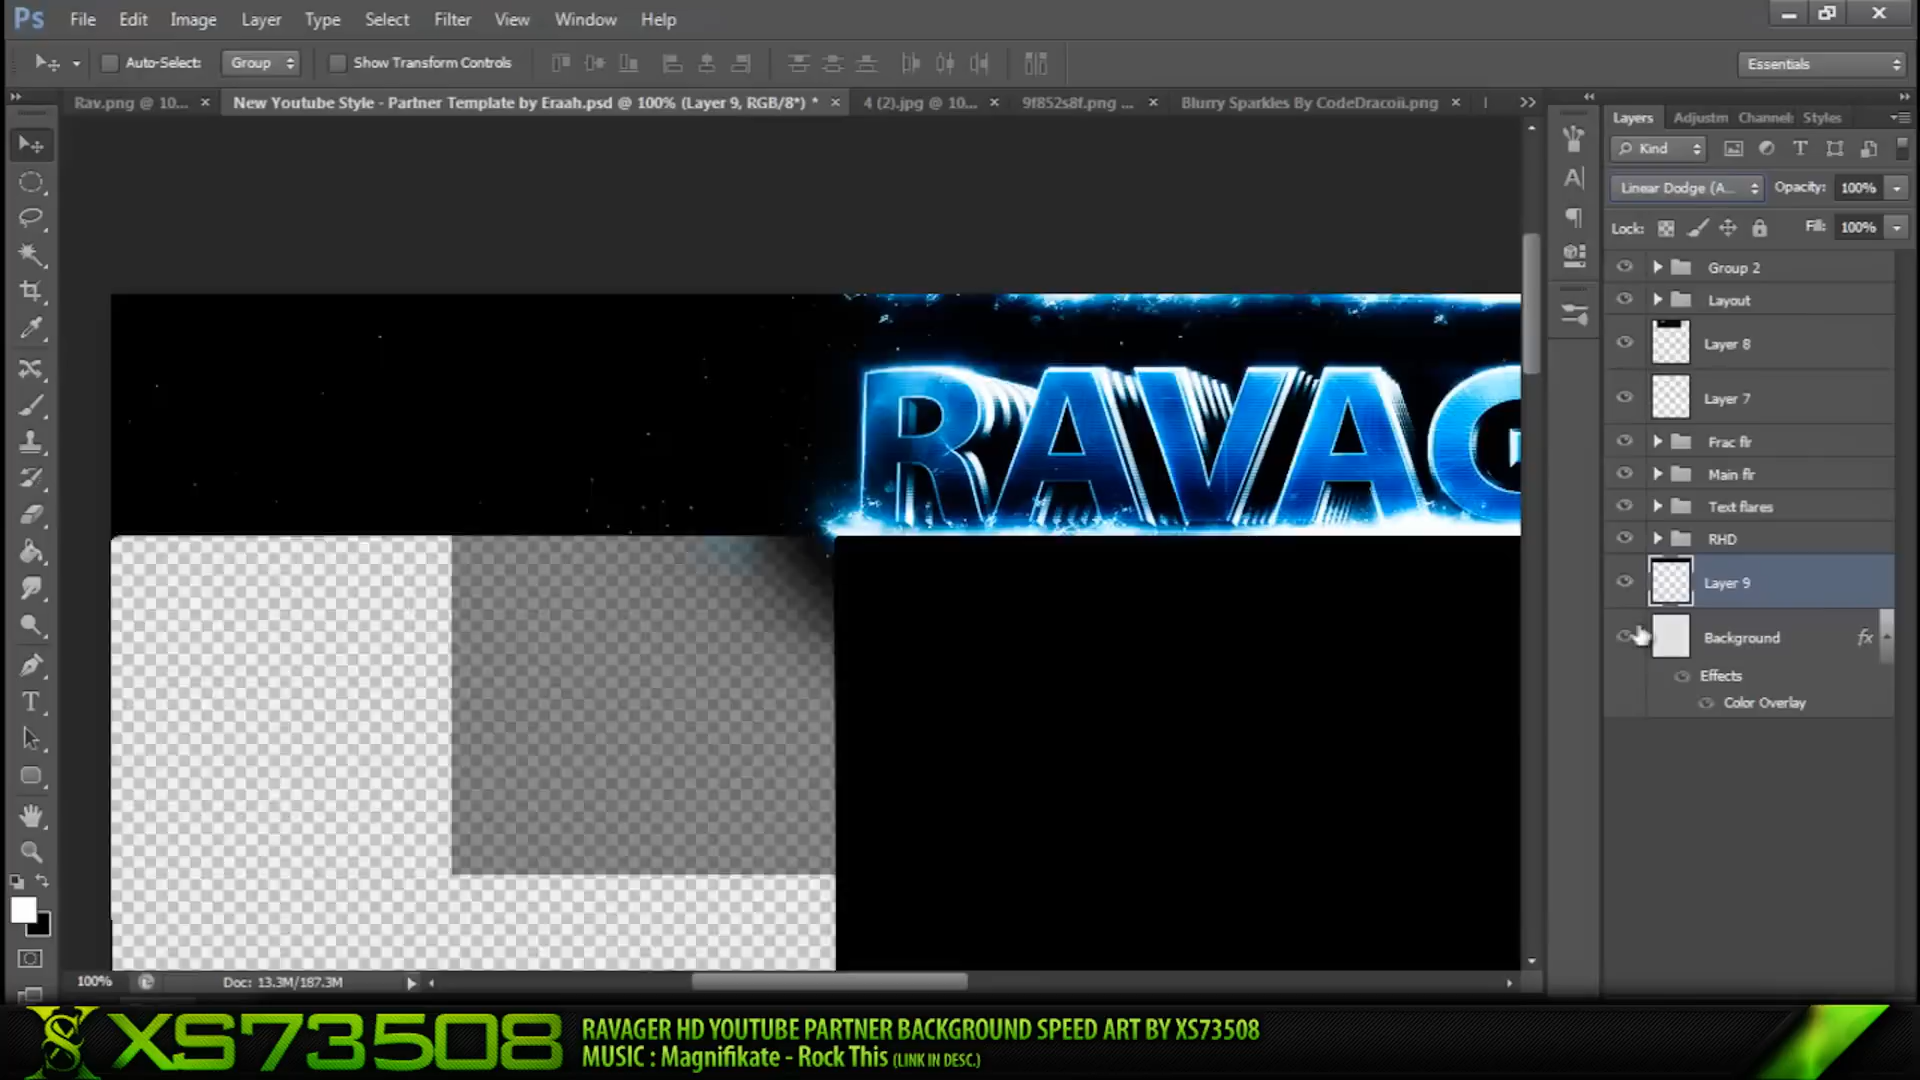 Ps File Edit Image Layer Type Select Filter View Window Help
Auto-Select: Group Show Transform Controls Essentials
Rav.png @ 10... × New Youtube Style - Partner Template by Eraah.psd @ 100% (Layer 9, RGB/8*) * × 4 (2).jpg @ 10... × 9f852s8f.png ... × Blurry Sparkles By CodeDracoii.png ×
Layers Adjustm Channel: Styles
Kind
Linear Dodge (A... Opacity: 100%
Lock: Fill: 100%
Group 2
Layout
Layer 8
Layer 7
Frac flr
Main flr
Text flares
RHD
Layer 9
Background fx
Effects
Color Overlay
RAVAG
100% Doc: 13.3M/187.3M
XS73508
RAVAGER HD YOUTUBE PARTNER BACKGROUND SPEED ART BY XS73508
MUSIC : Magnifikate - Rock This (LINK IN DESC.)